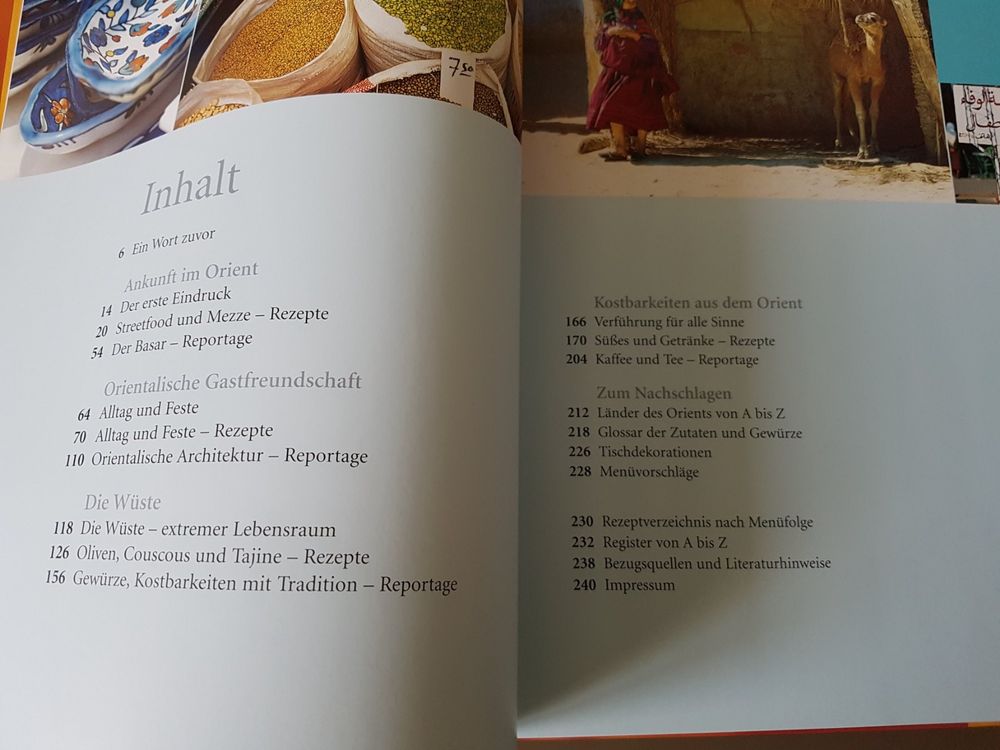 7,50
ة الوفاء
طفال
Inhalt
6 Ein Wort zuvor
Ankunft im Orient
14 Der erste Eindruck
20 Streetfood und Mezze – Rezepte
54 Der Basar – Reportage
Orientalische Gastfreundschaft
64 Alltag und Feste
70 Alltag und Feste – Rezepte
110 Orientalische Architektur – Reportage
Die Wüste
118 Die Wüste – extremer Lebensraum
126 Oliven, Couscous und Tajine – Rezepte
156 Gewürze, Kostbarkeiten mit Tradition – Reportage
Kostbarkeiten aus dem Orient
166 Verführung für alle Sinne
170 Süßes und Getränke – Rezepte
204 Kaffee und Tee – Reportage
Zum Nachschlagen
212 Länder des Orients von A bis Z
218 Glossar der Zutaten und Gewürze
226 Tischdekorationen
228 Menüvorschläge
230 Rezeptverzeichnis nach Menüfolge
232 Register von A bis Z
238 Bezugsquellen und Literaturhinweise
240 Impressum